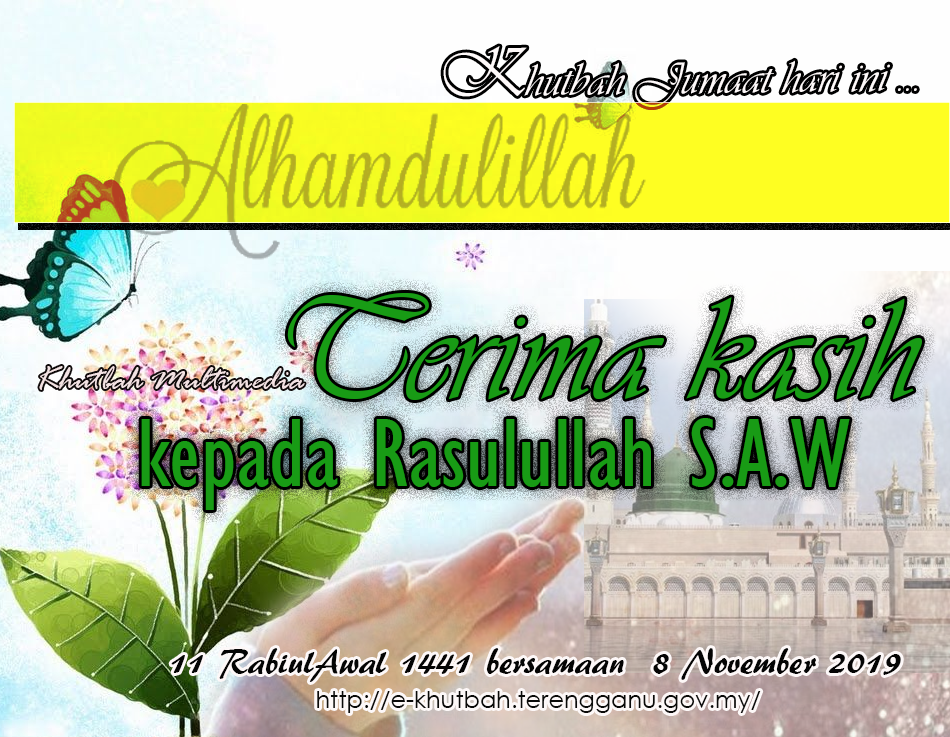 Khutbah Jumaat hari ini ...
Alhamdulillah
Terima kasih
Khutbah Multimedia
kepada Rasulullah S.A.W
11 RabiulAwal 1441 bersamaan 8 November 2019
http://e-khutbah.terengganu.gov.my/